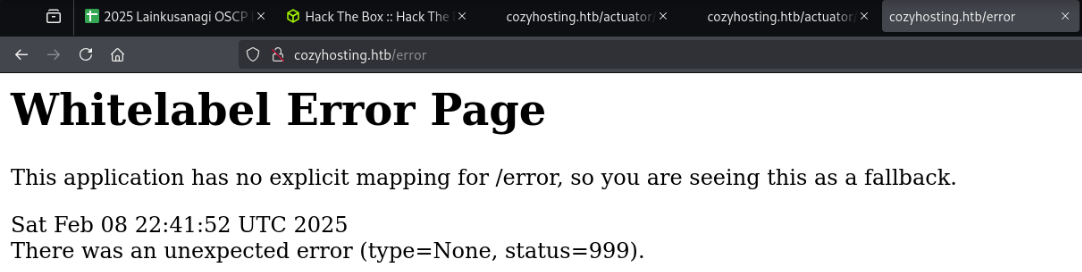 2025 Lainkusanagi OSCP
Hack The Box :: Hack The
cozyhosting.htb/actuator/
cozyhosting.htb/actuator/
cozyhosting.htb/error
cozyhosting.htb/error
Whitelabel Error Page
This application has no explicit mapping for /error, so you are seeing this as a fallback.
Sat Feb 08 22:41:52 UTC 2025
There was an unexpected error (type=None, status=999).